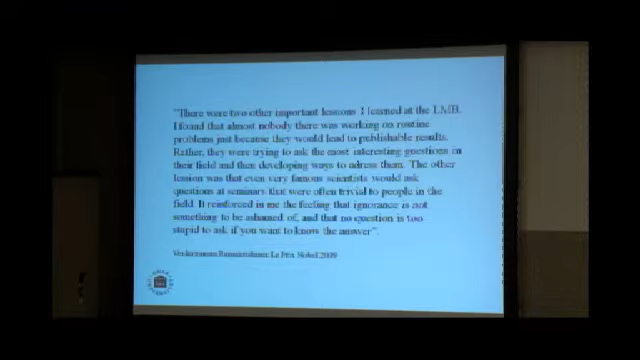 "There were two other important lessons I learned at the LMB.
I found that almost nobody there was working on routine
problems just because they would lead to publishable results.
Rather, they were trying to ask the most interesting questions in
their field and then developing ways to adress them. The other
lession was that even very famous scientists would ask
questions at seminars that were often trivial to people in the
field. It reinforced in me the feeling that ignorance is not
something to be ashamed of, and that no question is too
stupid to ask if you want to know the answer".
Venkatraman Ramakrishnan: Le Prix Nobel 2009